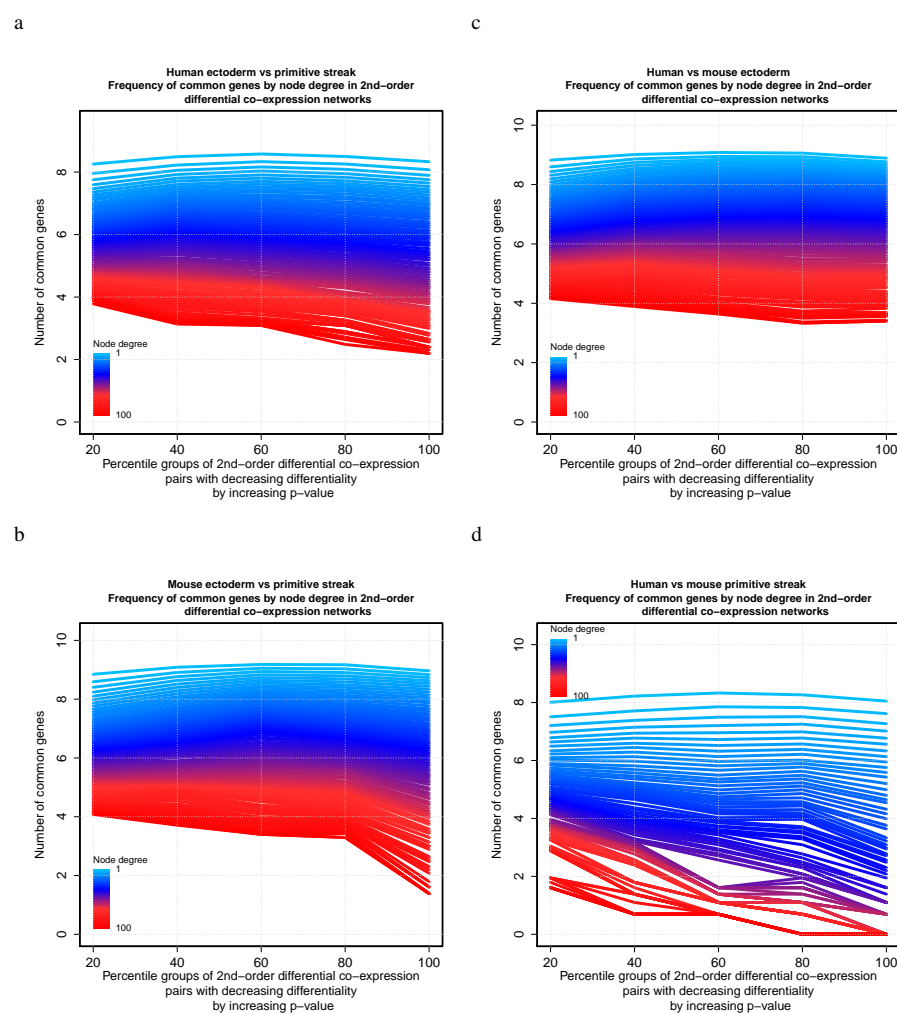 a
Human ectoderm vs primitive streak
Frequency of common genes by node degree in 2nd−order
differential co−expression networks
Number of common genes
8
6
4
2
0
Node degree
1
100
20 40 60 80 100
Percentile groups of 2nd−order differential co−expression
pairs with decreasing differentiality
by increasing p−value
c
Human vs mouse ectoderm
Frequency of common genes by node degree in 2nd−order
differential co−expression networks
Number of common genes
10
8
6
4
2
0
Node degree
1
100
20 40 60 80 100
Percentile groups of 2nd−order differential co−expression
pairs with decreasing differentiality
by increasing p−value
b
Mouse ectoderm vs primitive streak
Frequency of common genes by node degree in 2nd−order
differential co−expression networks
Number of common genes
10
8
6
4
2
0
Node degree
1
100
20 40 60 80 100
Percentile groups of 2nd−order differential co−expression
pairs with decreasing differentiality
by increasing p−value
d
Human vs mouse primitive streak
Frequency of common genes by node degree in 2nd−order
differential co−expression networks
Number of common genes
10
8
6
4
2
0
Node degree
1
100
20 40 60 80 100
Percentile groups of 2nd−order differential co−expression
pairs with decreasing differentiality
by increasing p−value